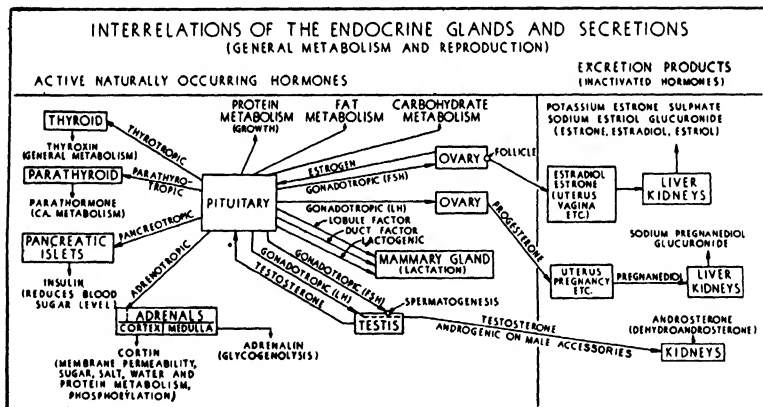 INTERRELATIONS OF THE ENDOCRINE GLANDS AND SECRETIONS
(GENERAL METABOLISM AND REPRODUCTION)
ACTIVE NATURALLY OCCURRING HORMONES
EXCRETION PRODUCTS
(INACTIVATED HORMONES)
THYROID
THYROXIN
(GENERAL METABOLISM)
PARATHYROID
PARATHORMONE
(CA. METABOLISM)
PANCREATIC
ISLETS
INSULIN
(REDUCES BLOOD
SUGAR LEVEL)
ADRENALS
CORTEX MEDULLA
CORTIN
(MEMBRANE PERMEABILITY,
SUGAR, SALT, WATER AND
PROTEIN METABOLISM,
PHOSPHORYLATION)
ADRENALIN
(GLYCOGENOLYSIS)
THYROTROPIC
PARATHYRO-
TROPIC
PANCREOTROPIC
ADRENOTROPIC
PITUITARY
PROTEIN
METABOLISM
(GROWTH)
FAT
METABOLISM
CARBOHYDRATE
METABOLISM
ESTROGEN
GONADOTROPIC (FSH)
OVARY
FOLLICLE
GONADOTROPIC (LH)
OVARY
PROGESTERONE
LOBULE FACTOR
DUCT FACTOR
LACTOGENIC
MAMMARY GLAND
(LACTATION)
GONADOTROPIC (FSH)
GONADOTROPIC (LH)
TESTOSTERONE
SPERMATOGENESIS
TESTIS
TESTOSTERONE
ANDROGENIC ON MALE ACCESSORIES
POTASSIUM ESTRONE SULPHATE
SODIUM ESTRIOL GLUCURONIDE
(ESTRONE, ESTRADIOL, ESTRIOL)
ESTRADIOL
ESTRONE
(UTERUS
VAGINA
ETC.)
LIVER
KIDNEYS
SODIUM PREGNANEDIOL
GLUCURONIDE
UTERUS
PREGNANCY
ETC.
PREGNANEDIOL
LIVER
KIDNEYS
ANDROSTERONE
(DEHYDROANDROSTERONE)
KIDNEYS